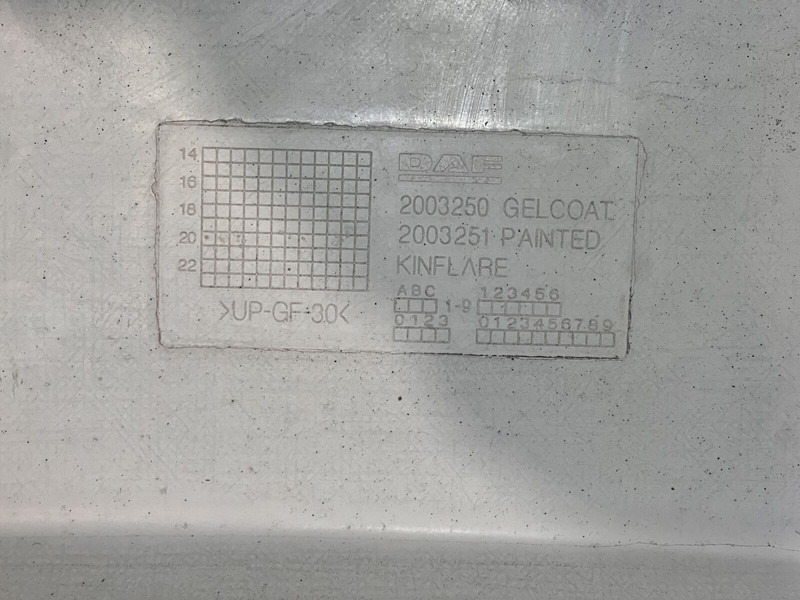 DAF
2003250 GELCOAT
2003251 PAINTED
KINFLARE
14
16
18
20
22
>UP-GF-30<
ABC
1-9
123456
0123
0123456789